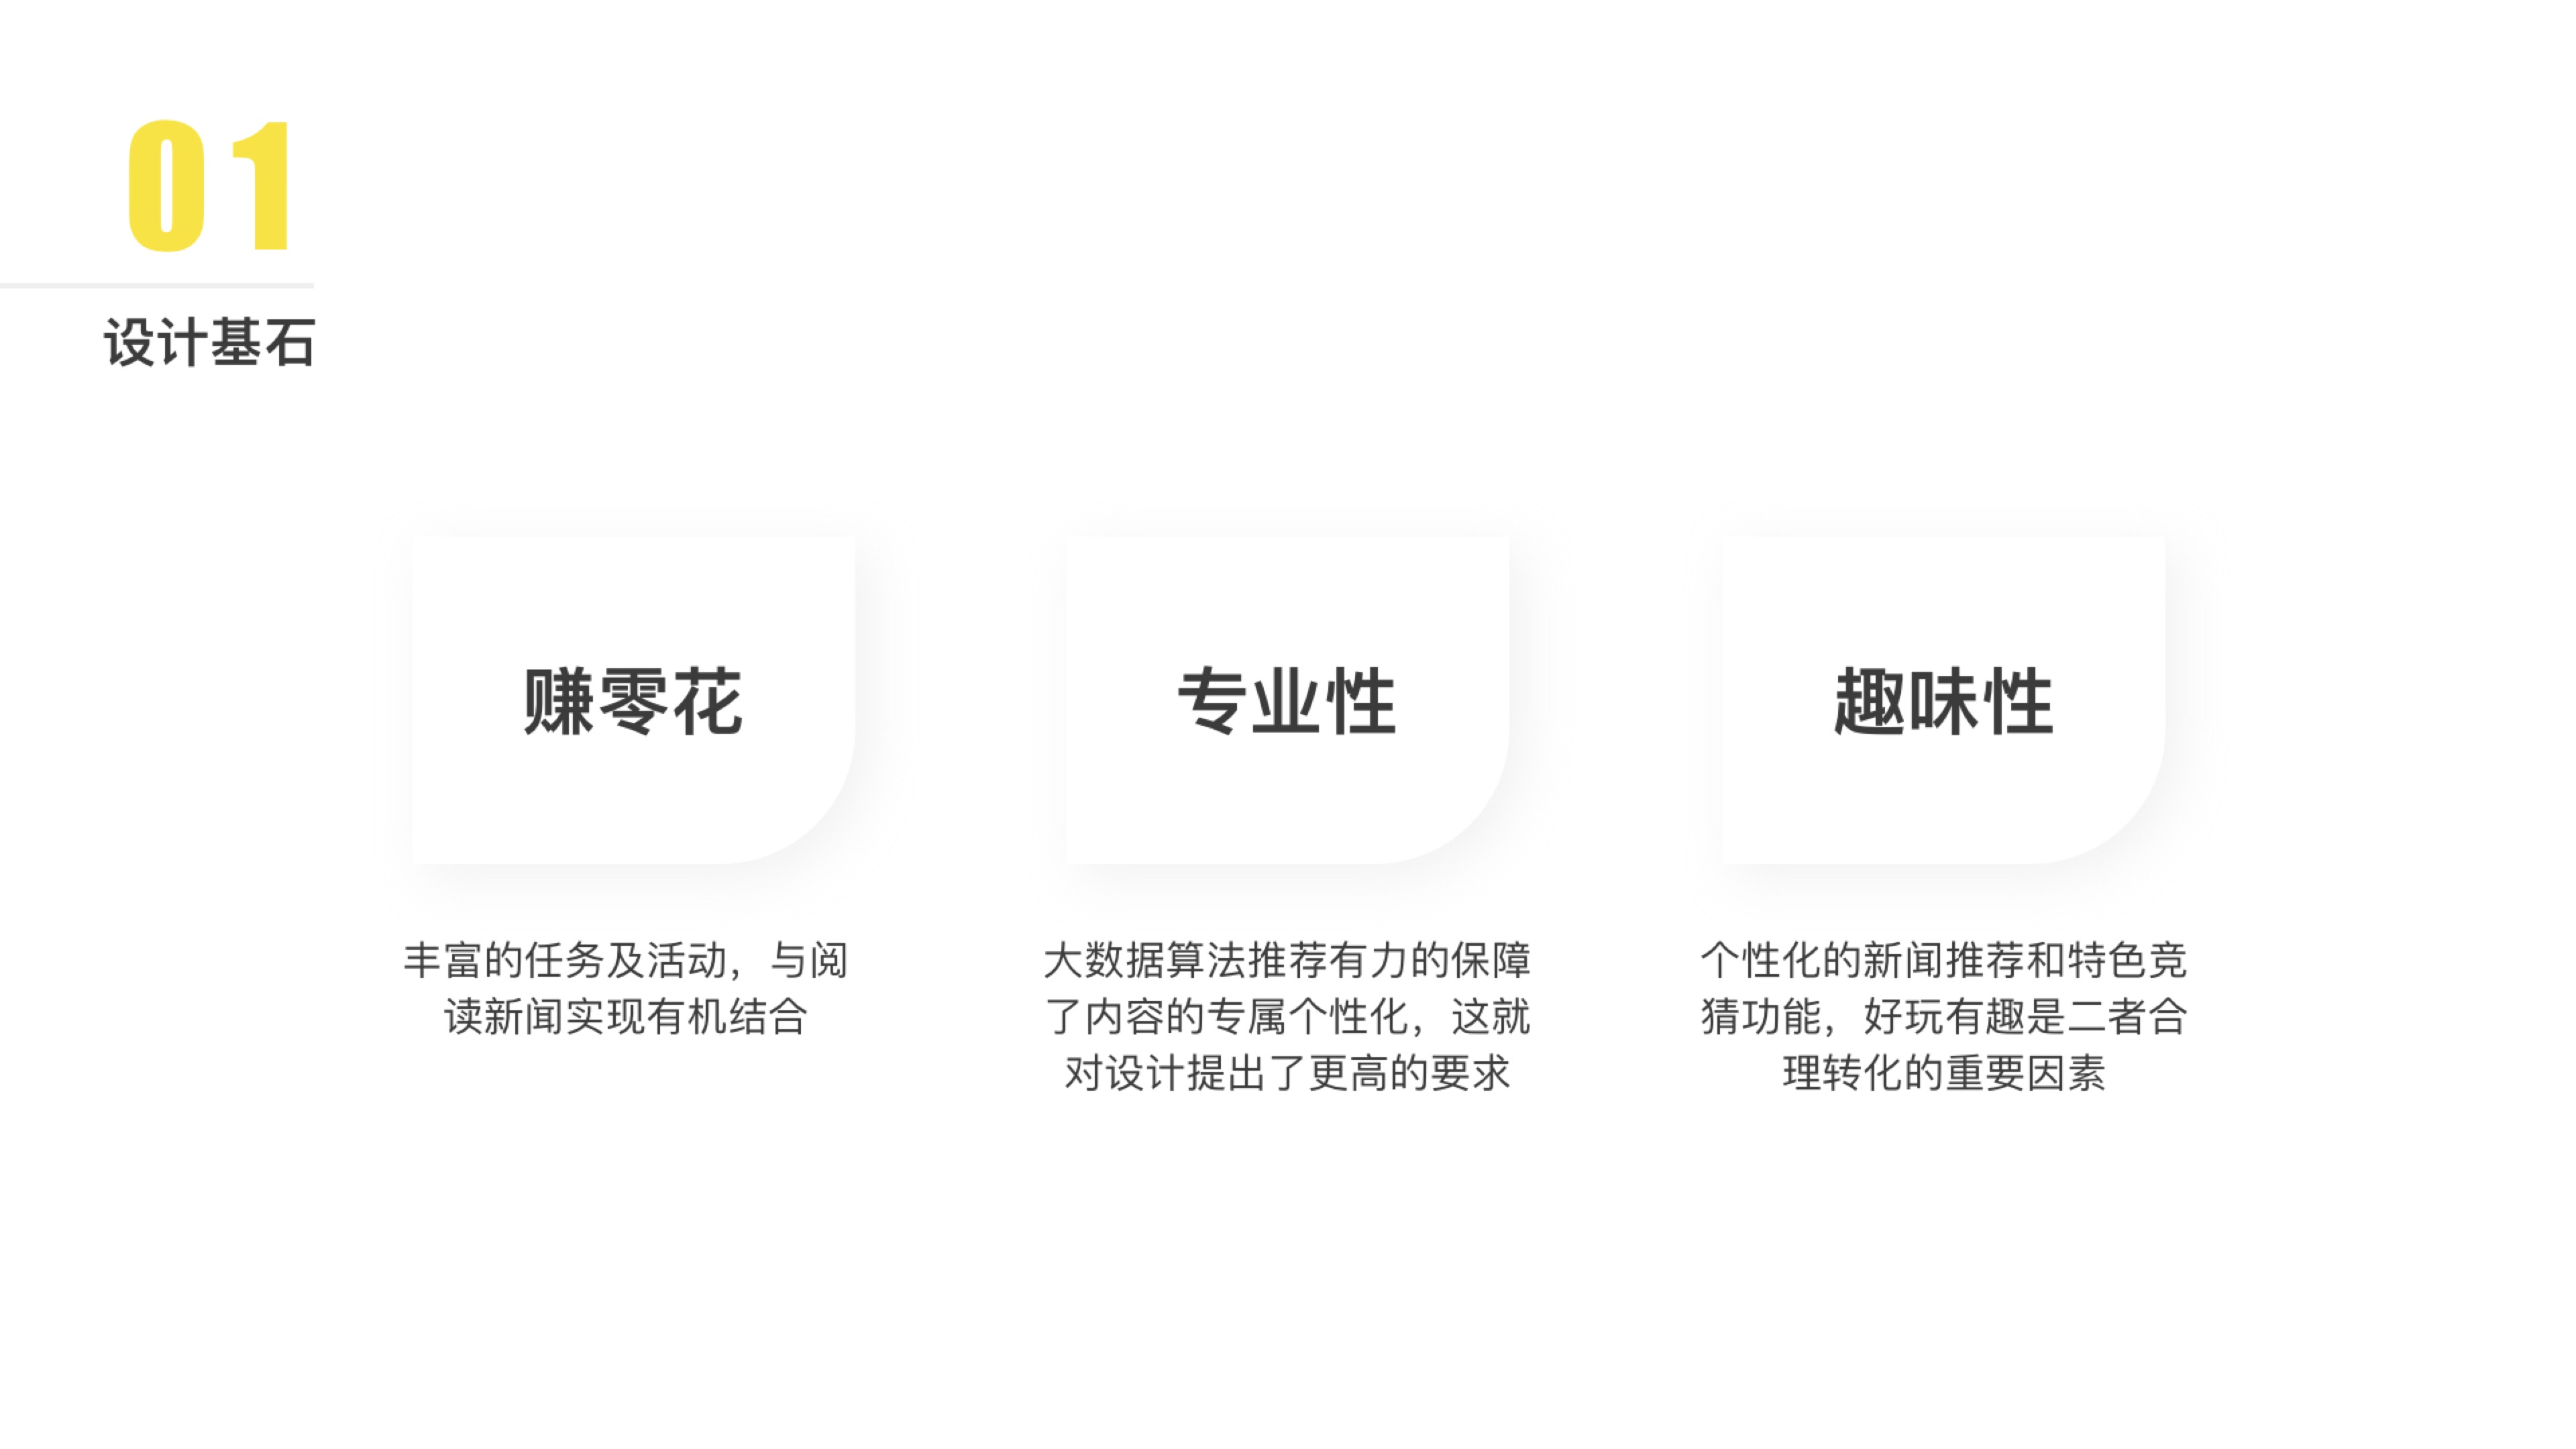 01
设计基石
赚零花
丰富的任务及活动，与阅
读新闻实现有机结合
专业性
大数据算法推荐有力的保障
了内容的专属个性化，这就
对设计提出了更高的要求
趣味性
个性化的新闻推荐和特色竞
猜功能，好玩有趣是二者合
理转化的重要因素